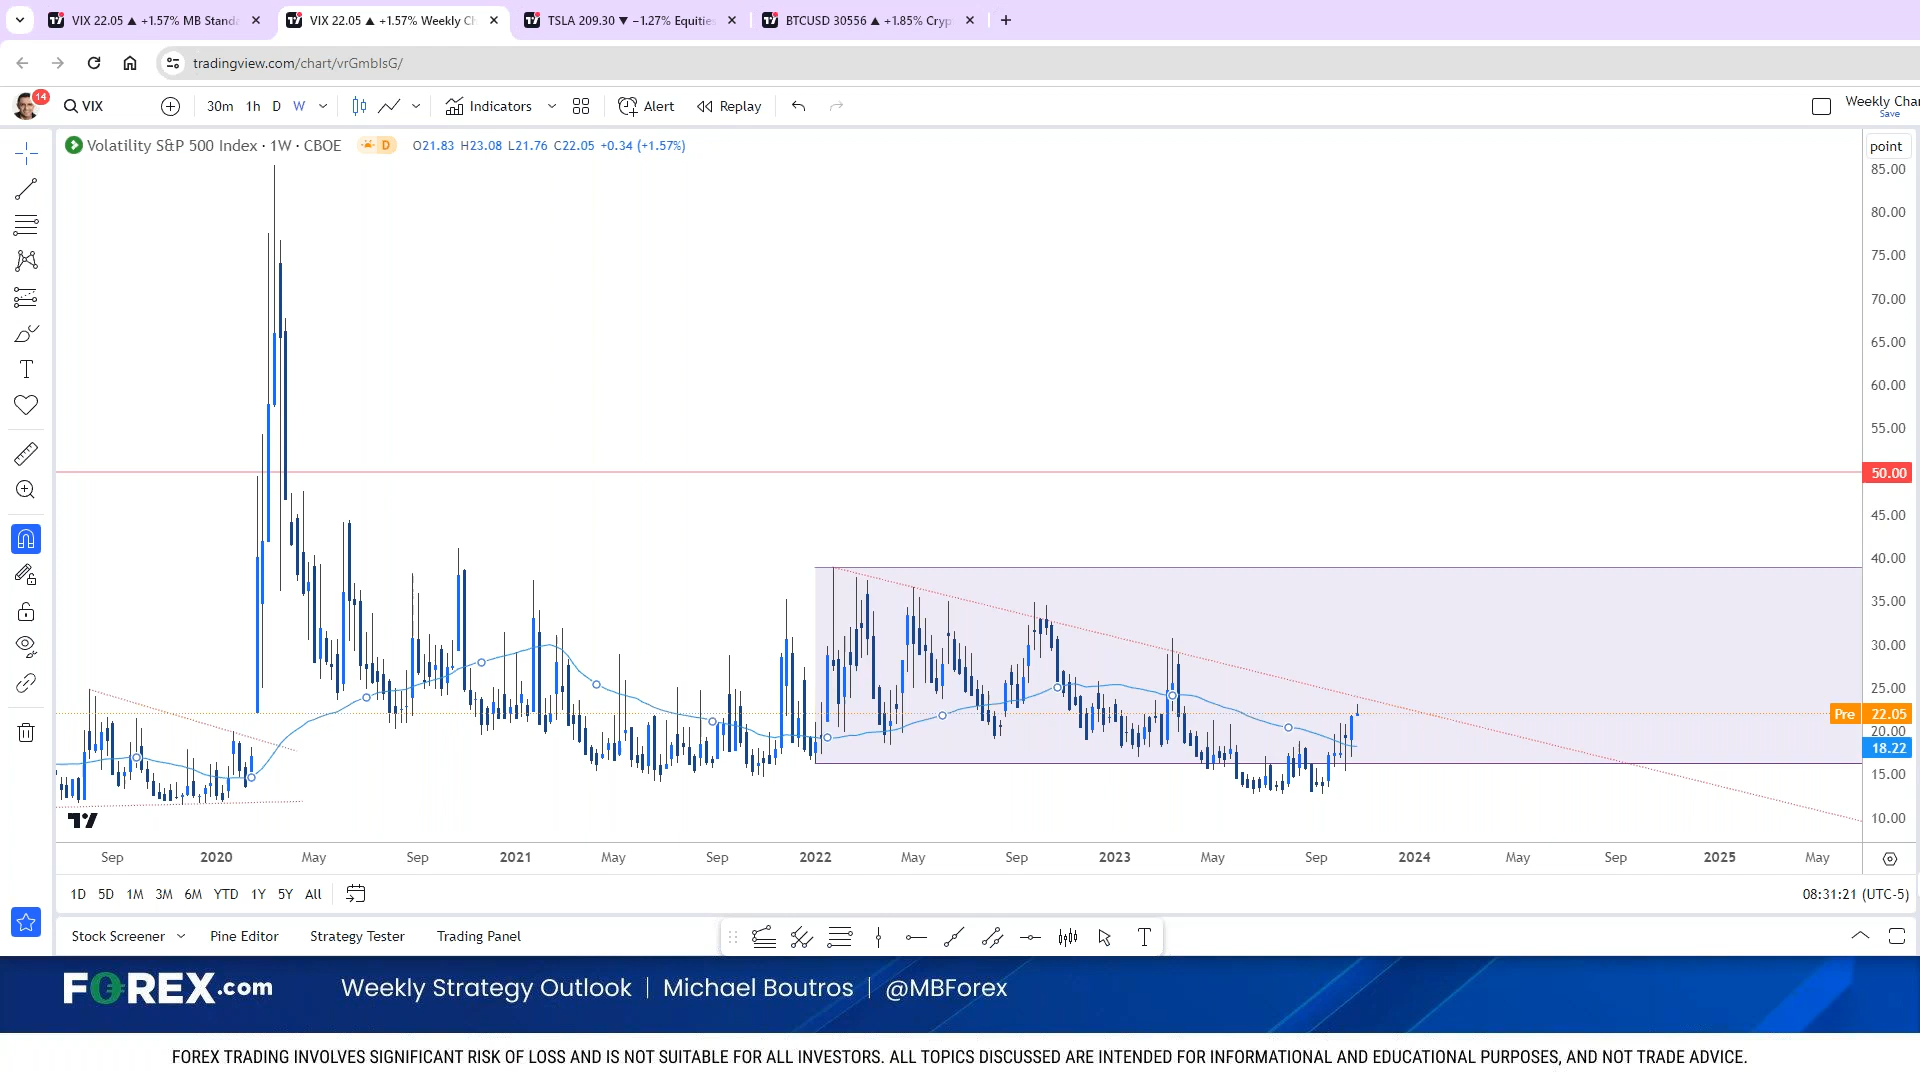 VIX 22.05 ▲ +1.57% MB Standa
VIX 22.05 ▲ +1.57% Weekly Ch
TSLA 209.30 ▼ −1.27% Equities
BTCUSD 30556 ▲ +1.85% Cryp
tradingview.com/chart/vrGmbIsG/
14
VIX
30m 1h D W
Indicators
Alert
Replay
Weekly Char
Save
Volatility S&P 500 Index · 1W · CBOE
D
O21.83 H23.08 L21.76 C22.05 +0.34 (+1.57%)
point
85.00
80.00
75.00
70.00
65.00
60.00
55.00
50.00
45.00
40.00
35.00
30.00
25.00
Pre 22.05
20.00
18.22
15.00
10.00
Sep 2020 May Sep 2021 May Sep 2022 May Sep 2023 May Sep 2024 May Sep 2025 May
1D 5D 1M 3M 6M YTD 1Y 5Y All
08:31:21 (UTC-5)
Stock Screener Pine Editor Strategy Tester Trading Panel
FOREX.com Weekly Strategy Outlook | Michael Boutros | @MBForex
FOREX TRADING INVOLVES SIGNIFICANT RISK OF LOSS AND IS NOT SUITABLE FOR ALL INVESTORS. ALL TOPICS DISCUSSED ARE INTENDED FOR INFORMATIONAL AND EDUCATIONAL PURPOSES, AND NOT TRADE ADVICE.